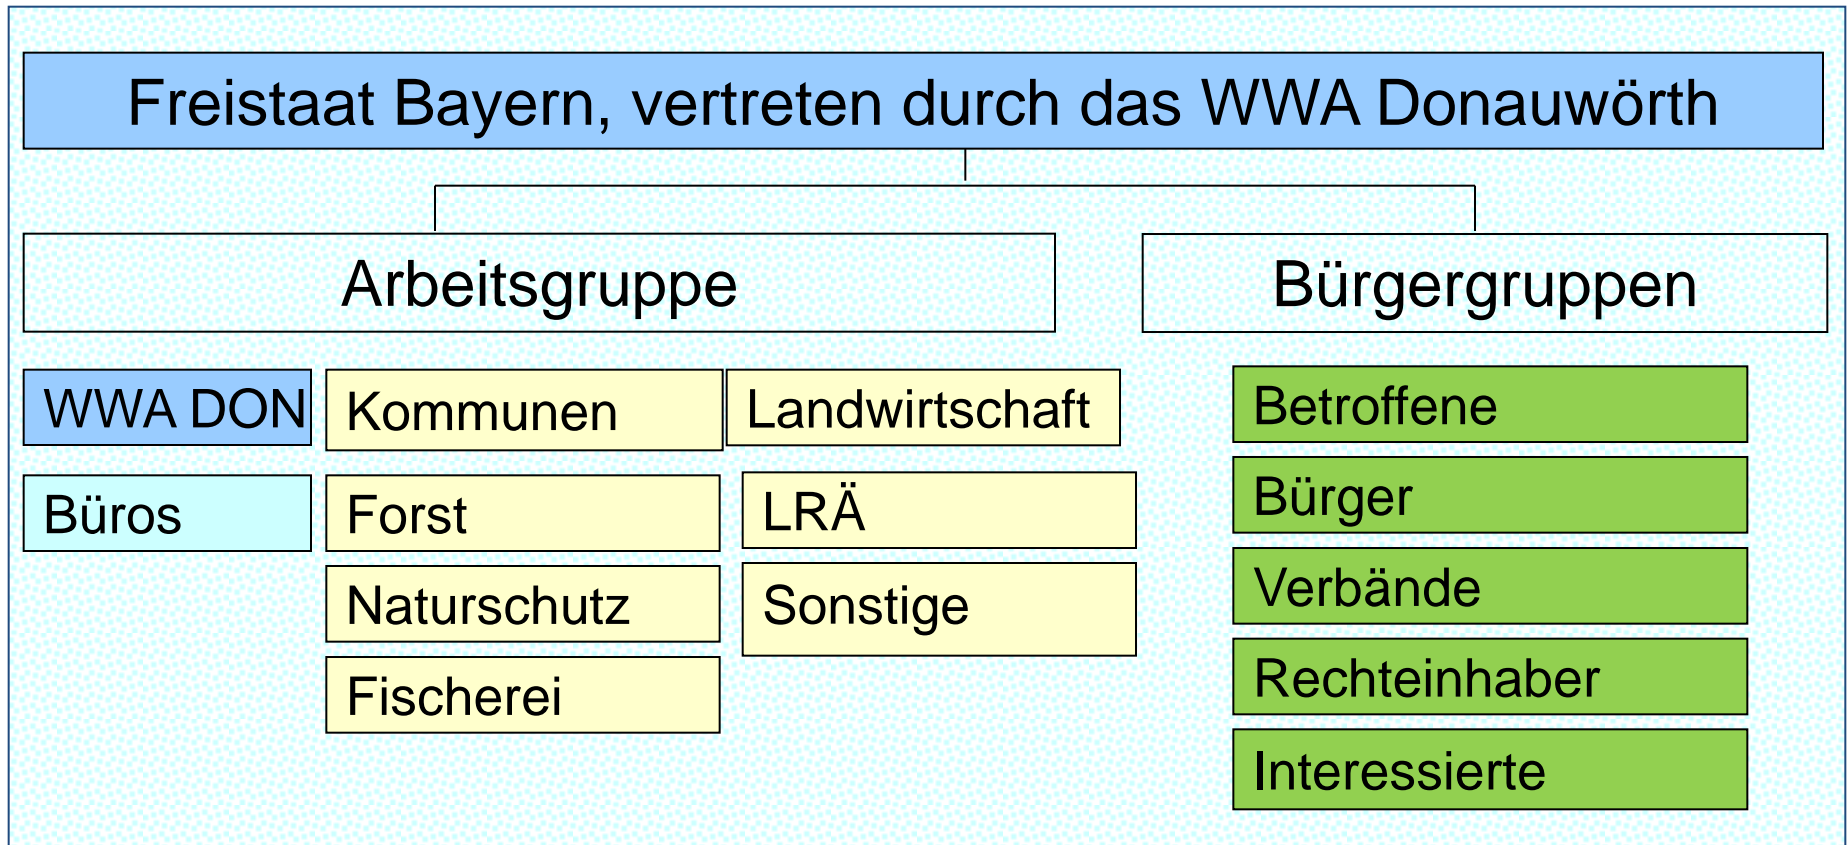 Freistaat Bayern, vertreten durch das WWA Donauwörth
Arbeitsgruppe
Bürgergruppen
WWA DON
Kommunen
Landwirtschaft
Büros
Forst
LRÄ
Naturschutz
Sonstige
Fischerei
Betroffene
Bürger
Verbände
Rechteinhaber
Interessierte